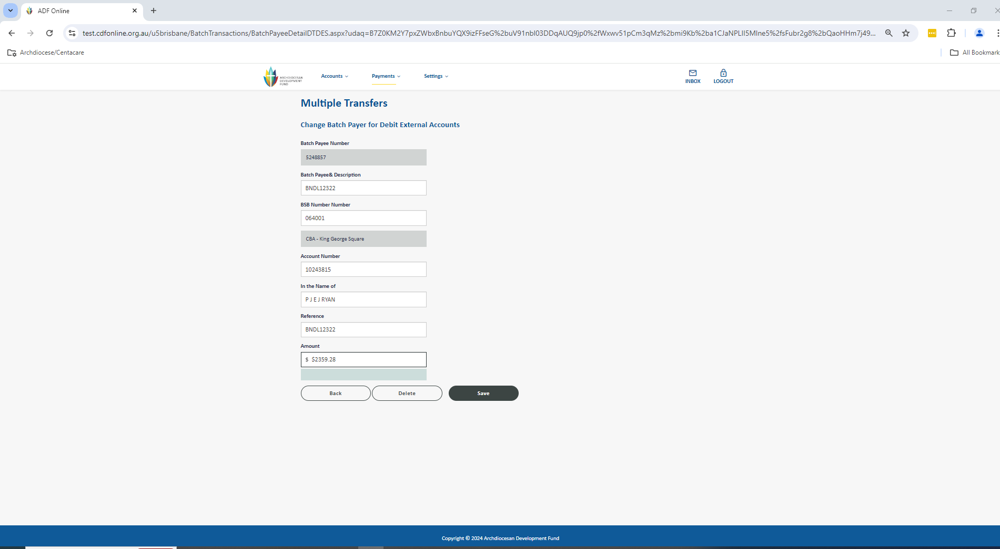 ADF Online
test.cdfonline.org.au/u5brisbane/BatchTransactions/BatchPayeeDetailDTDES.aspx?udaq=B7Z0KM2Y7pxZWbxBnbuYQX9izFFseG%2buV91nbI03DDqAUQ9jp0%2fWxwv51pCm3qMz%2bmi9Kb%2ba1CJaNPLII5MIne5%2fsFubr2g8%2bQaoHHm7j49...
Archdiocese/Centacare
All Bookmark
ARCHDIOCESAN
DEVELOPMENT
FUND
Accounts
Payments
Settings
INBOX
LOGOUT
Multiple Transfers
Change Batch Payer for Debit External Accounts
Batch Payee Number
5248857
Batch Payee& Description
BNDL12322
BSB Number Number
064001
CBA - King George Square
Account Number
10243815
In the Name of
P J E J RYAN
Reference
BNDL12322
Amount
$ $2359.28
Back
Delete
Save
Copyright © 2024 Archdiocesan Development Fund